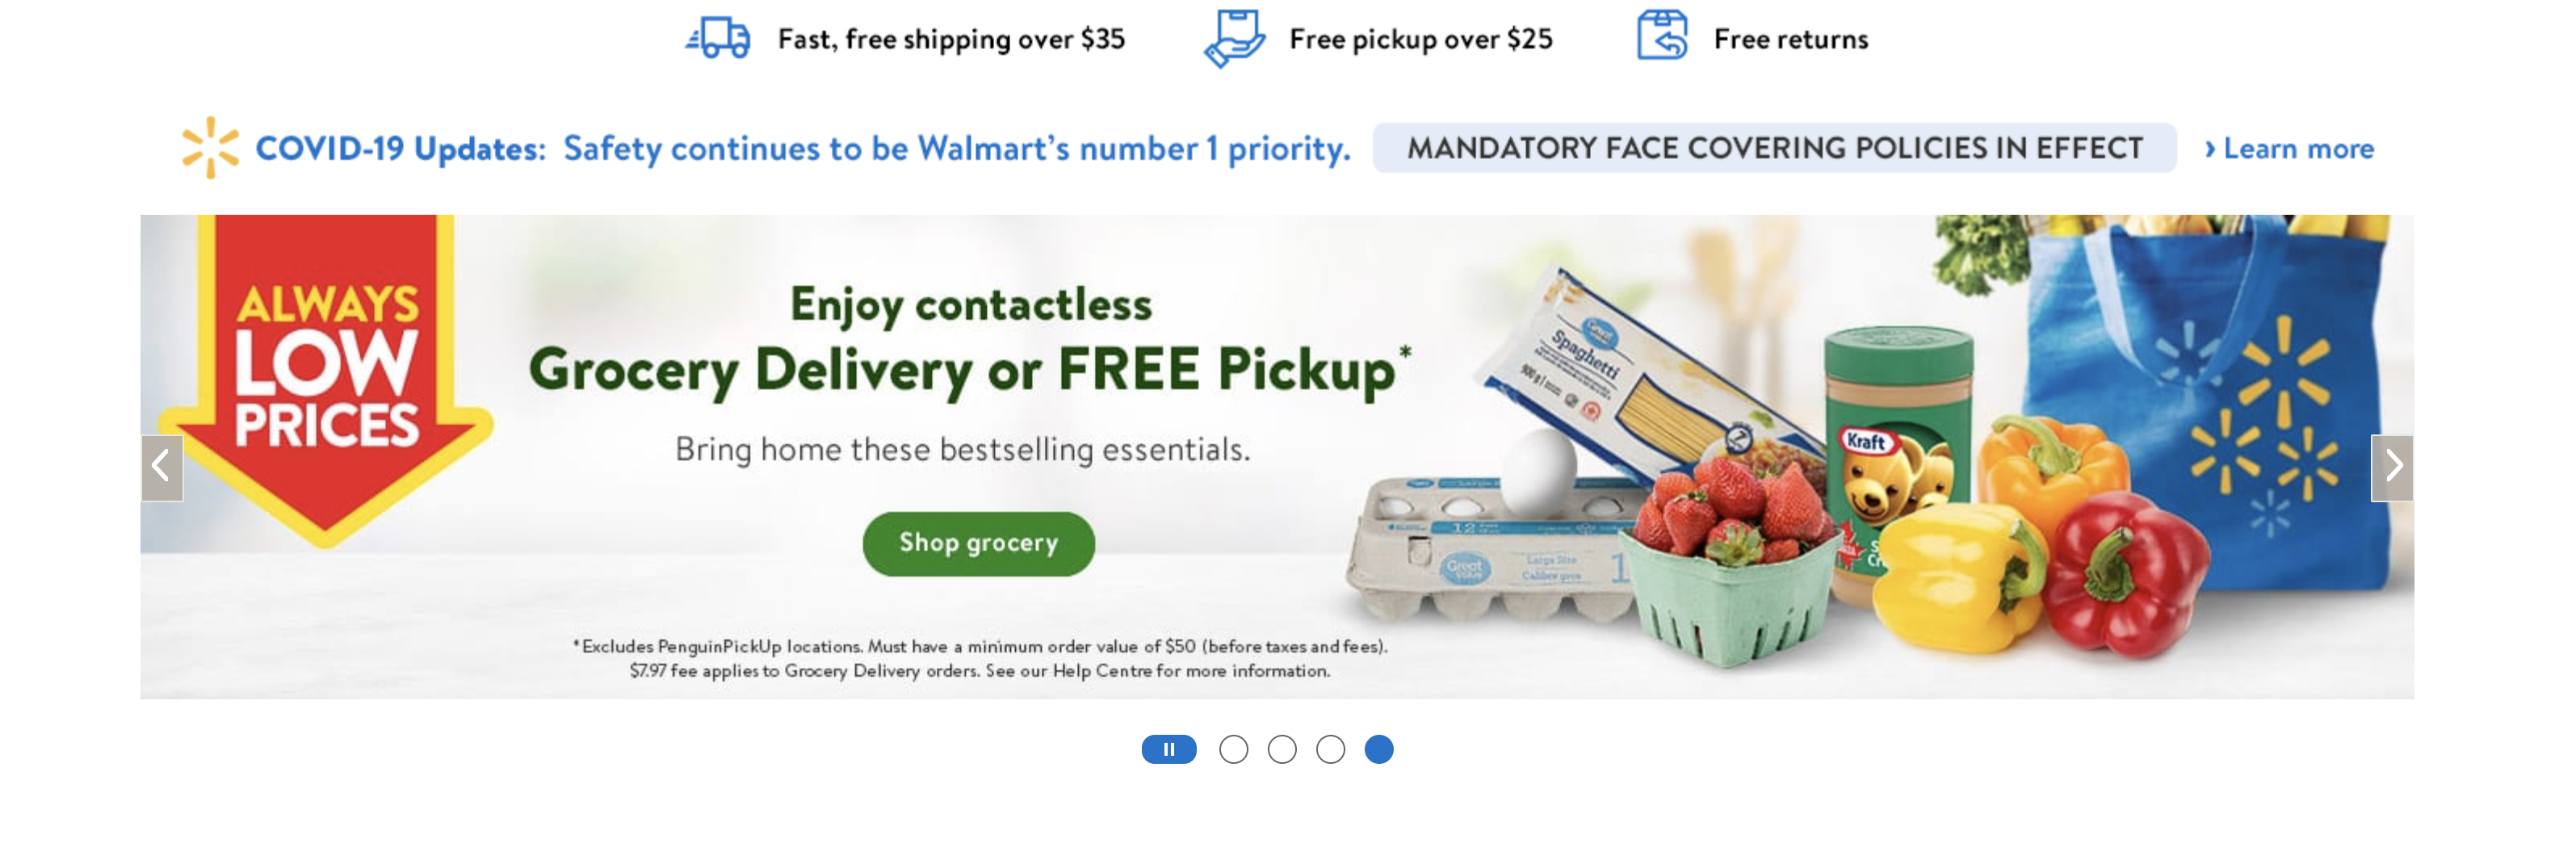 Fast, free shipping over $35
Free pickup over $25
Free returns
COVID-19 Updates: Safety continues to be Walmart's number 1 priority.
MANDATORY FACE COVERING POLICIES IN EFFECT
› Learn more
ALWAYS
LOW
PRICES
Enjoy contactless
Grocery Delivery or FREE Pickup*
Bring home these bestselling essentials.
Shop grocery
*Excludes PenguinPickUp locations. Must have a minimum order value of $50 (before taxes and fees).
$7.97 fee applies to Grocery Delivery orders. See our Help Centre for more information.
Great
Spaghetti
900 g
Kraft
12
Great
Value
Large Size
Calibre gros
1